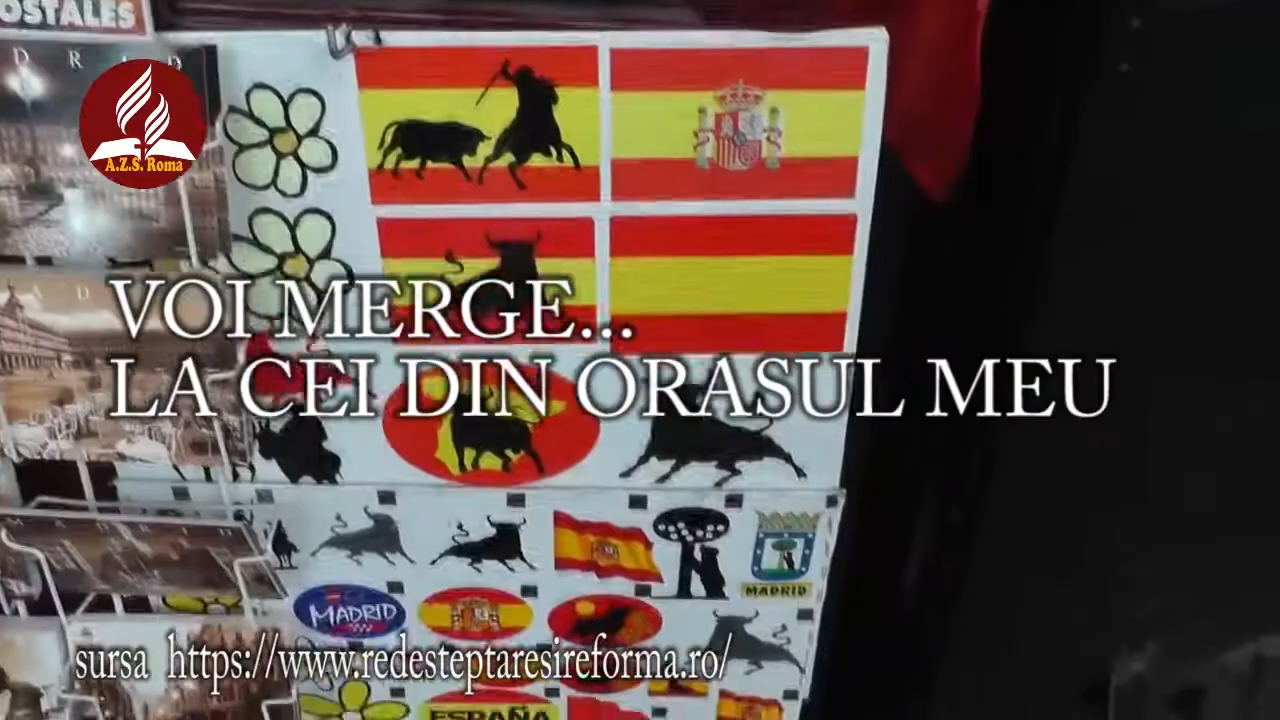 OSTALES
D R I D
A.Z.S. Roma
VOI MERGE...
LA CEI DIN ORASUL MEU
MADRID
MADRID
sursa https://www.redesteptaresireforma.ro/
ESPAÑA